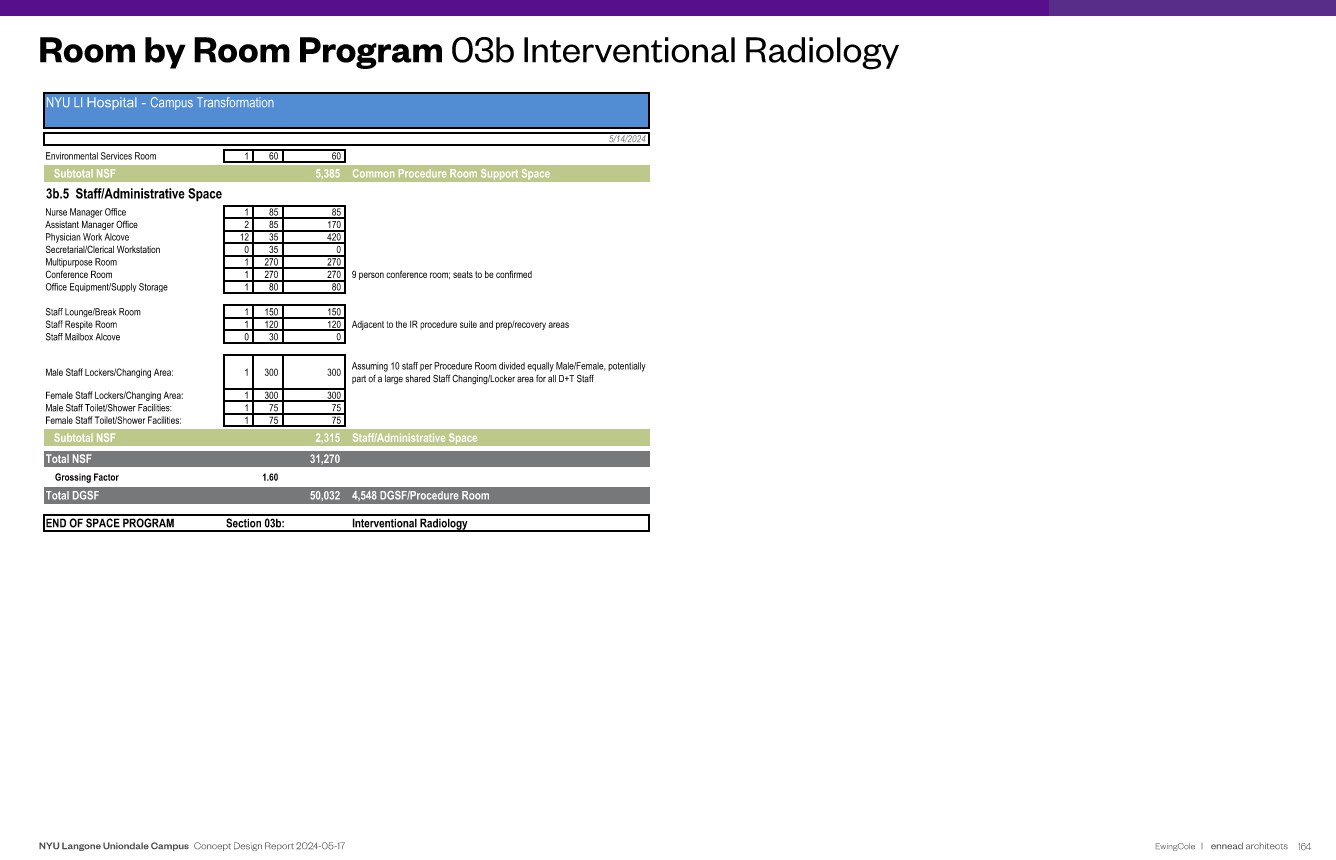 Room by Room Program 03b Interventional Radiology
NYU LI Hospital - Campus Transformation
5/14/2024
Environmental Services Room 1 60 60
Subtotal NSF 5,385 Common Procedure Room Support Space
3b.5 Staff/Administrative Space
Nurse Manager Office 1 85 85
Assistant Manager Office 2 85 170
Physician Work Alcove 12 35 420
Secretarial/Clerical Workstation 0 35 0
Multipurpose Room 1 270 270
Conference Room 1 270 270 9 person conference room; seats to be confirmed
Office Equipment/Supply Storage 1 80 80
Staff Lounge/Break Room 1 150 150
Staff Respite Room 1 120 120 Adjacent to the IR procedure suite and prep/recovery areas
Staff Mailbox Alcove 0 30 0
Male Staff Lockers/Changing Area: 1 300 300 Assuming 10 staff per Procedure Room divided equally Male/Female, potentially
part of a large shared Staff Changing/Locker area for all D+T Staff
Female Staff Lockers/Changing Area: 1 300 300
Male Staff Toilet/Shower Facilities: 1 75 75
Female Staff Toilet/Shower Facilities: 1 75 75
Subtotal NSF 2,315 Staff/Administrative Space
Total NSF 31,270
Grossing Factor 1.60
Total DGSF 50,032 4,548 DGSF/Procedure Room
END OF SPACE PROGRAM Section 03b: Interventional Radiology
NYU Langone Uniondale Campus Concept Design Report 2024-05-17 EwingCole | ennead architects 164